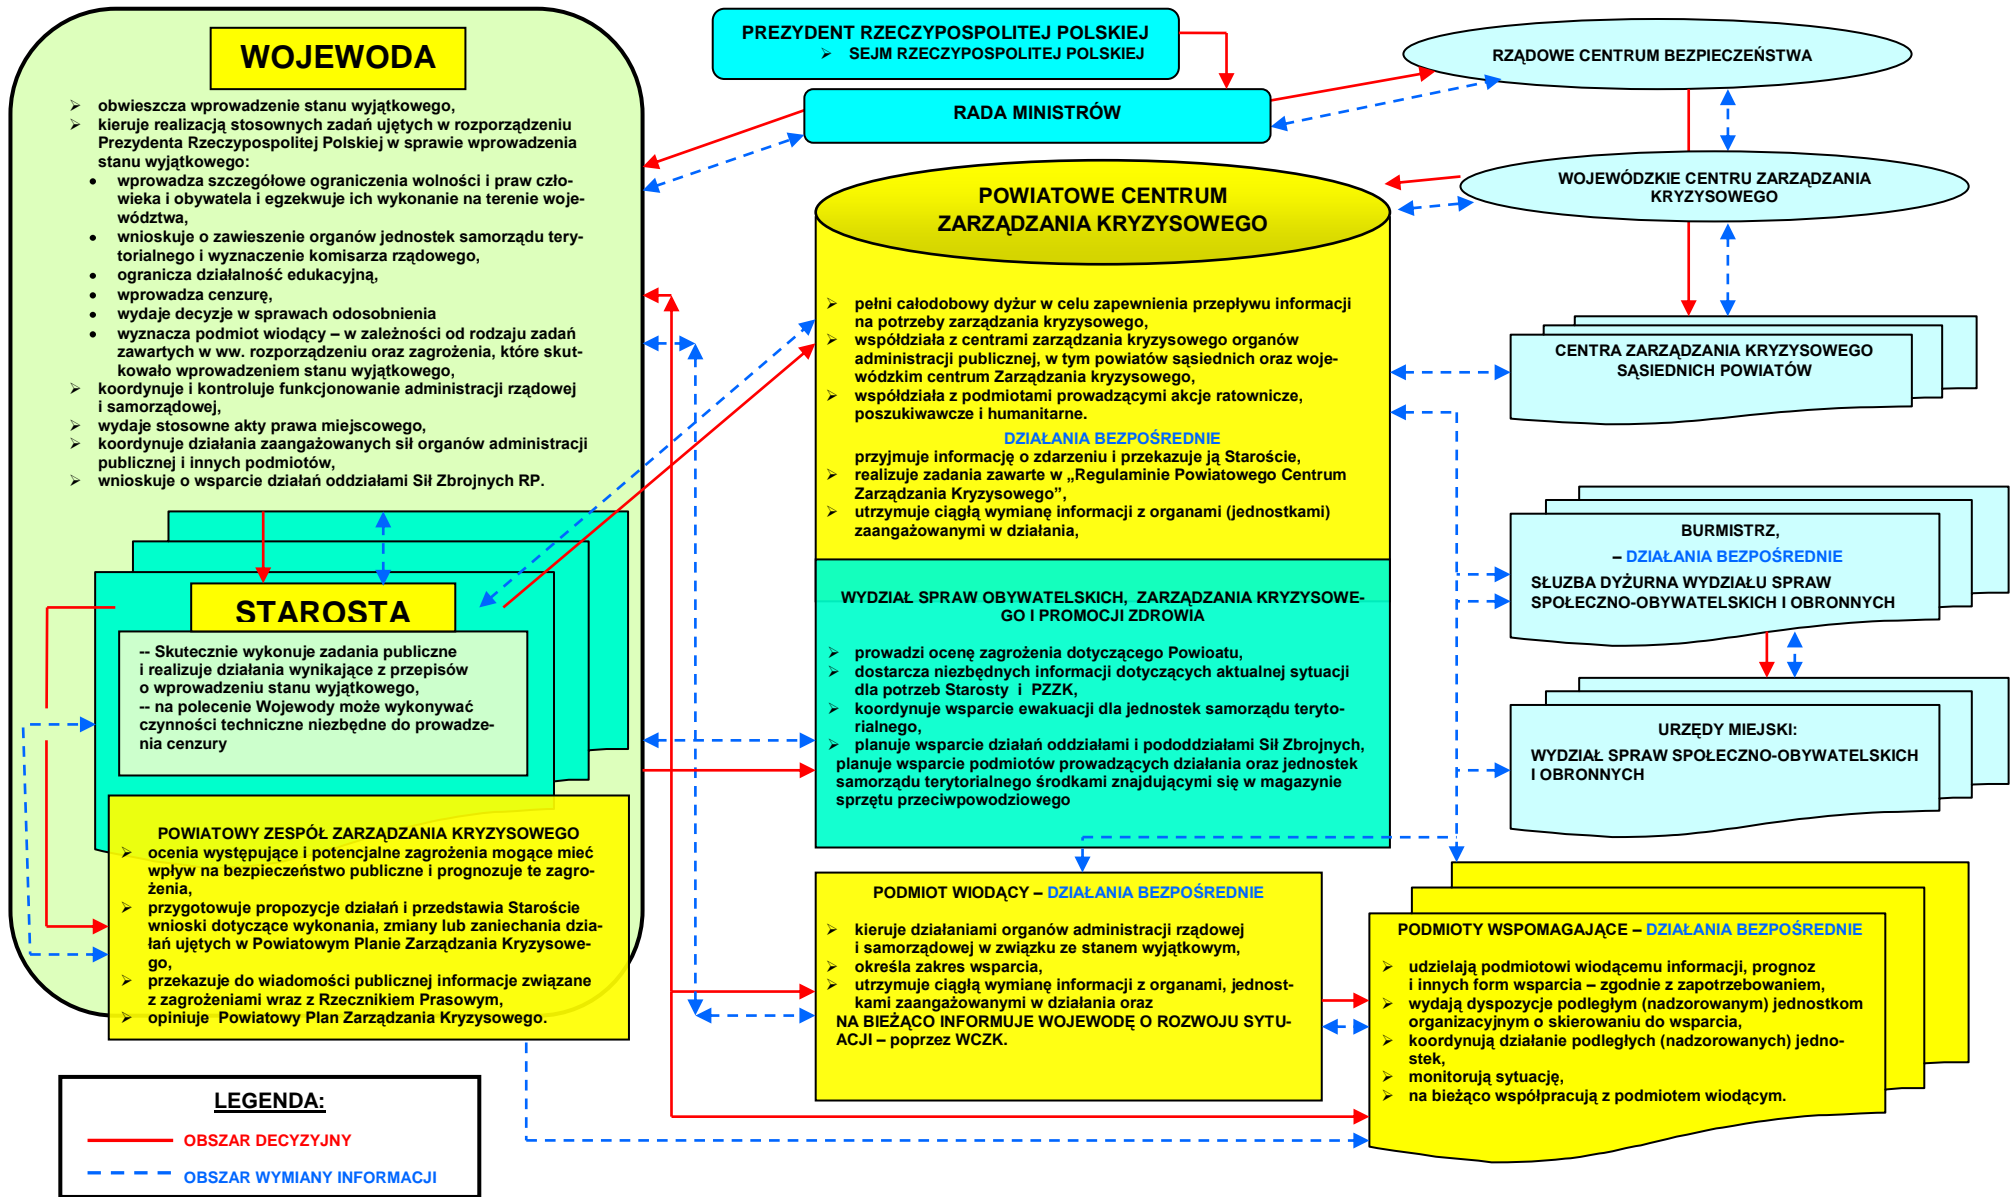 WOJEWODA
➢ obwieszcza wprowadzenie stanu wyjątkowego,
➢ kieruje realizacją stosownych zadań ujętych w rozporządzeniu
Prezydenta Rzeczypospolitej Polskiej w sprawie wprowadzenia
stanu wyjątkowego:
• wprowadza szczegółowe ograniczenia wolności i praw czło-
wieka i obywatela i egzekwuje ich wykonanie na terenie woje-
wództwa,
• wnioskuje o zawieszenie organów jednostek samorządu tery-
torialnego i wyznaczenie komisarza rządowego,
• ogranicza działalność edukacyjną,
• wprowadza cenzurę,
• wydaje decyzje w sprawach odosobnienia
• wyznacza podmiot wiodący – w zależności od rodzaju zadań
zawartych w ww. rozporządzeniu oraz zagrożenia, które skut-
kowało wprowadzeniem stanu wyjątkowego,
➢ koordynuje i kontroluje funkcjonowanie administracji rządowej
i samorządowej,
➢ wydaje stosowne akty prawa miejscowego,
➢ koordynuje działania zaangażowanych sił organów administracji
publicznej i innych podmiotów,
➢ wnioskuje o wsparcie działań oddziałami Sił Zbrojnych RP.
STAROSTA
-- Skutecznie wykonuje zadania publiczne
i realizuje działania wynikające z przepisów
o wprowadzeniu stanu wyjątkowego,
-- na polecenie Wojewody może wykonywać
czynności techniczne niezbędne do prowadze-
nia cenzury
POWIATOWY ZESPÓŁ ZARZĄDZANIA KRYZYSOWEGO
➢ ocenia występujące i potencjalne zagrożenia mogące mieć
wpływ na bezpieczeństwo publiczne i prognozuje te zagro-
żenia,
➢ przygotowuje propozycje działań i przedstawia Staroście
wnioski dotyczące wykonania, zmiany lub zaniechania dzia-
łań ujętych w Powiatowym Planie Zarządzania Kryzysowe-
go,
➢ przekazuje do wiadomości publicznej informacje związane
z zagrożeniami wraz z Rzecznikiem Prasowym,
➢ opiniuje Powiatowy Plan Zarządzania Kryzysowego.
LEGENDA:
OBSZAR DECYZYJNY
OBSZAR WYMIANY INFORMACJI
PREZYDENT RZECZYPOSPOLITEJ POLSKIEJ
➢ SEJM RZECZYPOSPOLITEJ POLSKIEJ
RADA MINISTRÓW
POWIATOWE CENTRUM
ZARZĄDZANIA KRYZYSOWEGO
➢ pełni całodobowy dyżur w celu zapewnienia przepływu informacji
na potrzeby zarządzania kryzysowego,
➢ współdziała z centrami zarządzania kryzysowego organów
administracji publicznej, w tym powiatów sąsiednich oraz woje-
wódzkim centrum Zarządzania kryzysowego,
➢ współdziała z podmiotami prowadzącymi akcje ratownicze,
poszukiwawcze i humanitarne.
DZIAŁANIA BEZPOŚREDNIE
przyjmuje informację o zdarzeniu i przekazuje ją Staroście,
➢ realizuje zadania zawarte w „Regulaminie Powiatowego Centrum
Zarządzania Kryzysowego”,
➢ utrzymuje ciągłą wymianę informacji z organami (jednostkami)
zaangażowanymi w działania,
WYDZIAŁ SPRAW OBYWATELSKICH, ZARZĄDZANIA KRYZYSOWE-
GO I PROMOCJI ZDROWIA
➢ prowadzi ocenę zagrożenia dotyczącego Powioatu,
➢ dostarcza niezbędnych informacji dotyczących aktualnej sytuacji
dla potrzeb Starosty i PZZK,
➢ koordynuje wsparcie ewakuacji dla jednostek samorządu teryto-
rialnego,
➢ planuje wsparcie działań oddziałami i pododdziałami Sił Zbrojnych,
planuje wsparcie podmiotów prowadzących działania oraz jednostek
samorządu terytorialnego środkami znajdującymi się w magazynie
sprzętu przeciwpowodziowego
PODMIOT WIODĄCY – DZIAŁANIA BEZPOŚREDNIE
➢ kieruje działaniami organów administracji rządowej
i samorządowej w związku ze stanem wyjątkowym,
➢ określa zakres wsparcia,
➢ utrzymuje ciągłą wymianę informacji z organami, jednost-
kami zaangażowanymi w działania oraz
NA BIEŻĄCO INFORMUJE WOJEWODĘ O ROZWOJU SYTU-
ACJI – poprzez WCZK.
RZĄDOWE CENTRUM BEZPIECZEŃSTWA
WOJEWÓDZKIE CENTRU ZARZĄDZANIA
KRYZYSOWEGO
CENTRA ZARZĄDZANIA KRYZYSOWEGO
SĄSIEDNICH POWIATÓW
BURMISTRZ,
– DZIAŁANIA BEZPOŚREDNIE
SŁUZBA DYŻURNA WYDZIAŁU SPRAW
SPOŁECZNO-OBYWATELSKICH I OBRONNYCH
URZĘDY MIEJSKI:
WYDZIAŁ SPRAW SPOŁECZNO-OBYWATELSKICH
I OBRONNYCH
PODMIOTY WSPOMAGAJĄCE – DZIAŁANIA BEZPOŚREDNIE
➢ udzielają podmiotowi wiodącemu informacji, prognoz
i innych form wsparcia – zgodnie z zapotrzebowaniem,
➢ wydają dyspozycje podległym (nadzorowanym) jednostkom
organizacyjnym o skierowaniu do wsparcia,
➢ koordynują działanie podległych (nadzorowanych) jedno-
stek,
➢ monitorują sytuację,
➢ na bieżąco współpracują z podmiotem wiodącym.